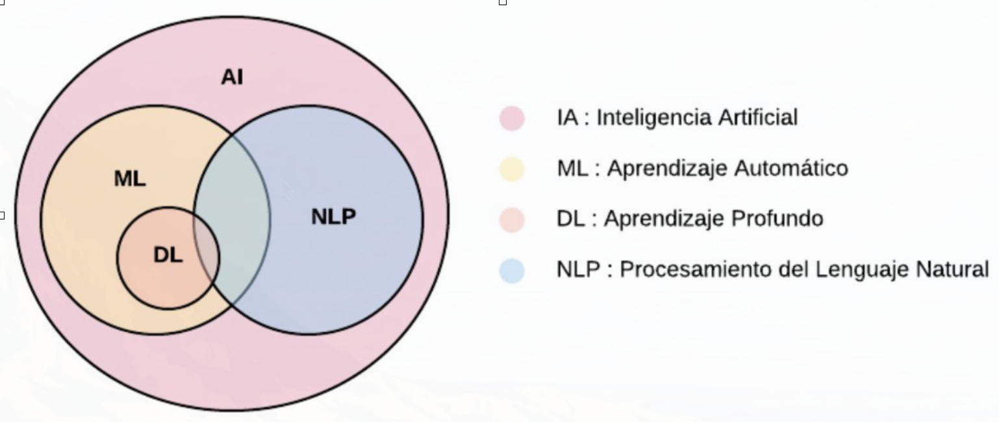 AI
ML
NLP
DL
IA : Inteligencia Artificial
ML : Aprendizaje Automático
DL : Aprendizaje Profundo
NLP : Procesamiento del Lenguaje Natural